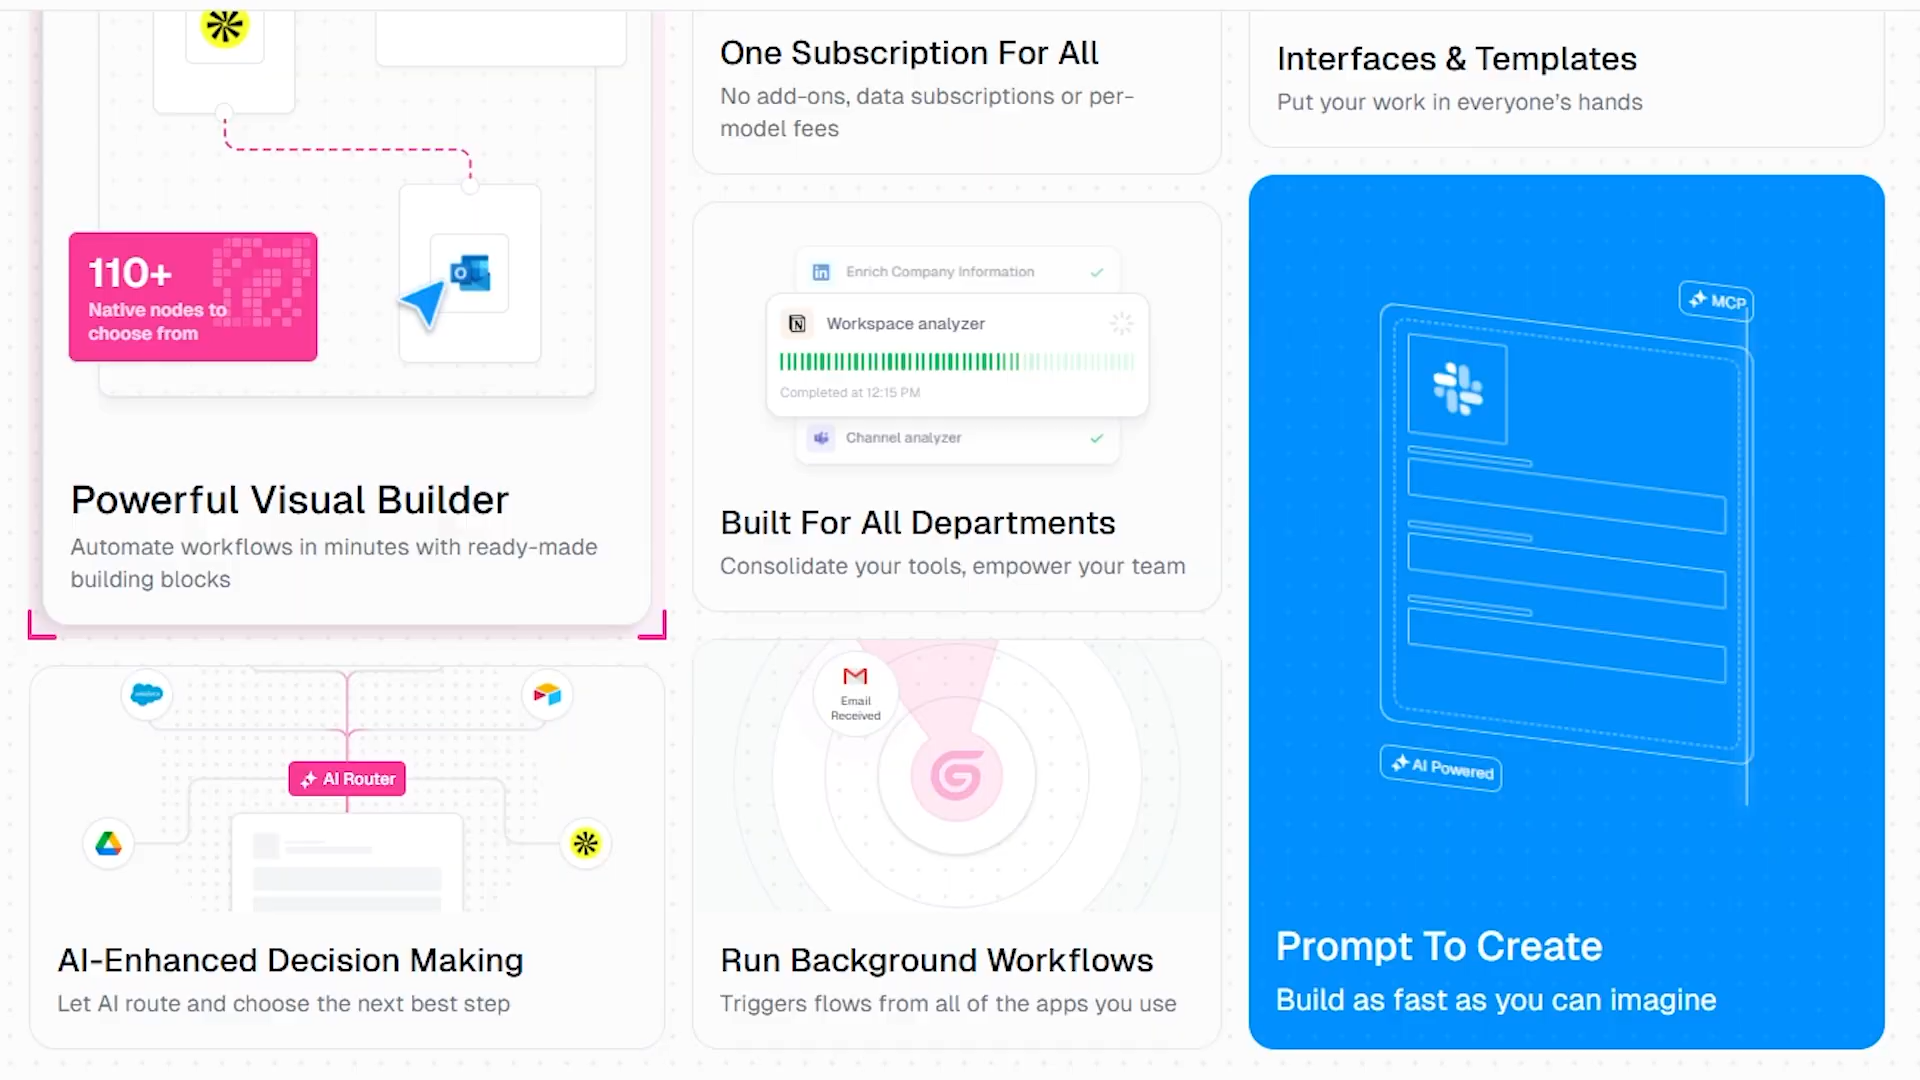 110+
Native nodes to
choose from
Powerful Visual Builder
Automate workflows in minutes with ready-made
building blocks
AI Router
AI-Enhanced Decision Making
Let AI route and choose the next best step
One Subscription For All
No add-ons, data subscriptions or per-
model fees
Enrich Company Information
Workspace analyzer
Completed at 12:15 PM
Channel analyzer
Built For All Departments
Consolidate your tools, empower your team
Email
Received
Run Background Workflows
Triggers flows from all of the apps you use
Interfaces & Templates
Put your work in everyone’s hands
MCP
AI Powered
Prompt To Create
Build as fast as you can imagine